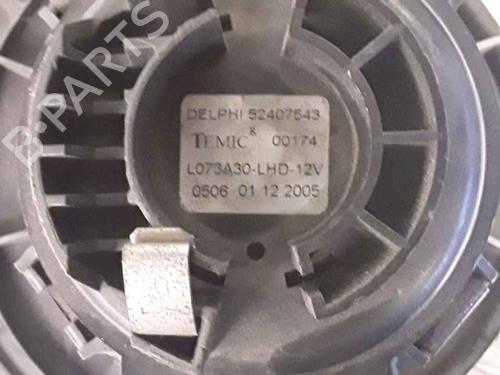 B-PARTS
DELPHI 52407543
TEMIC ® 00174
L073A30-LHD-12V
0506 01 12 2005